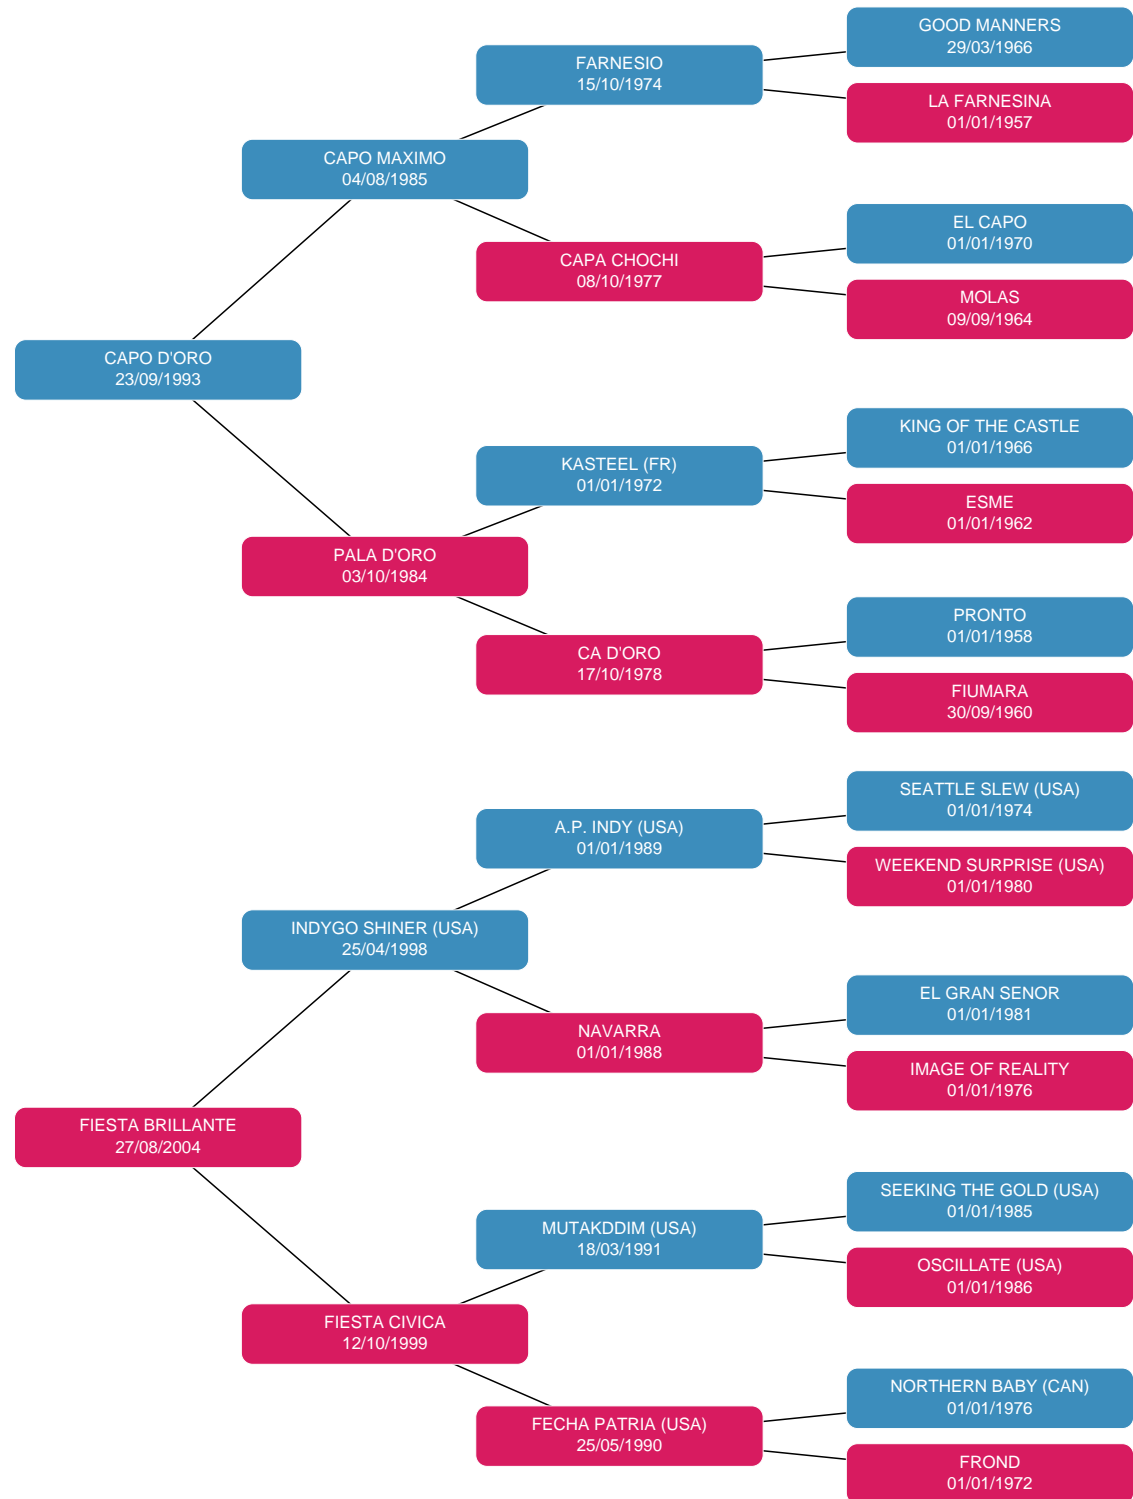 GOOD MANNERS
29/03/1966
FARNESIO
15/10/1974
LA FARNESINA
01/01/1957
CAPO MAXIMO
04/08/1985
EL CAPO
01/01/1970
CAPA CHOCHI
08/10/1977
MOLAS
09/09/1964
CAPO D'ORO
23/09/1993
KING OF THE CASTLE
01/01/1966
KASTEEL (FR)
01/01/1972
ESME
01/01/1962
PALA D'ORO
03/10/1984
PRONTO
01/01/1958
CA D'ORO
17/10/1978
FIUMARA
30/09/1960
SEATTLE SLEW (USA)
01/01/1974
A.P. INDY (USA)
01/01/1989
WEEKEND SURPRISE (USA)
01/01/1980
INDYGO SHINER (USA)
25/04/1998
EL GRAN SENOR
01/01/1981
NAVARRA
01/01/1988
IMAGE OF REALITY
01/01/1976
FIESTA BRILLANTE
27/08/2004
SEEKING THE GOLD (USA)
01/01/1985
MUTAKDDIM (USA)
18/03/1991
OSCILLATE (USA)
01/01/1986
FIESTA CIVICA
12/10/1999
NORTHERN BABY (CAN)
01/01/1976
FECHA PATRIA (USA)
25/05/1990
FROND
01/01/1972